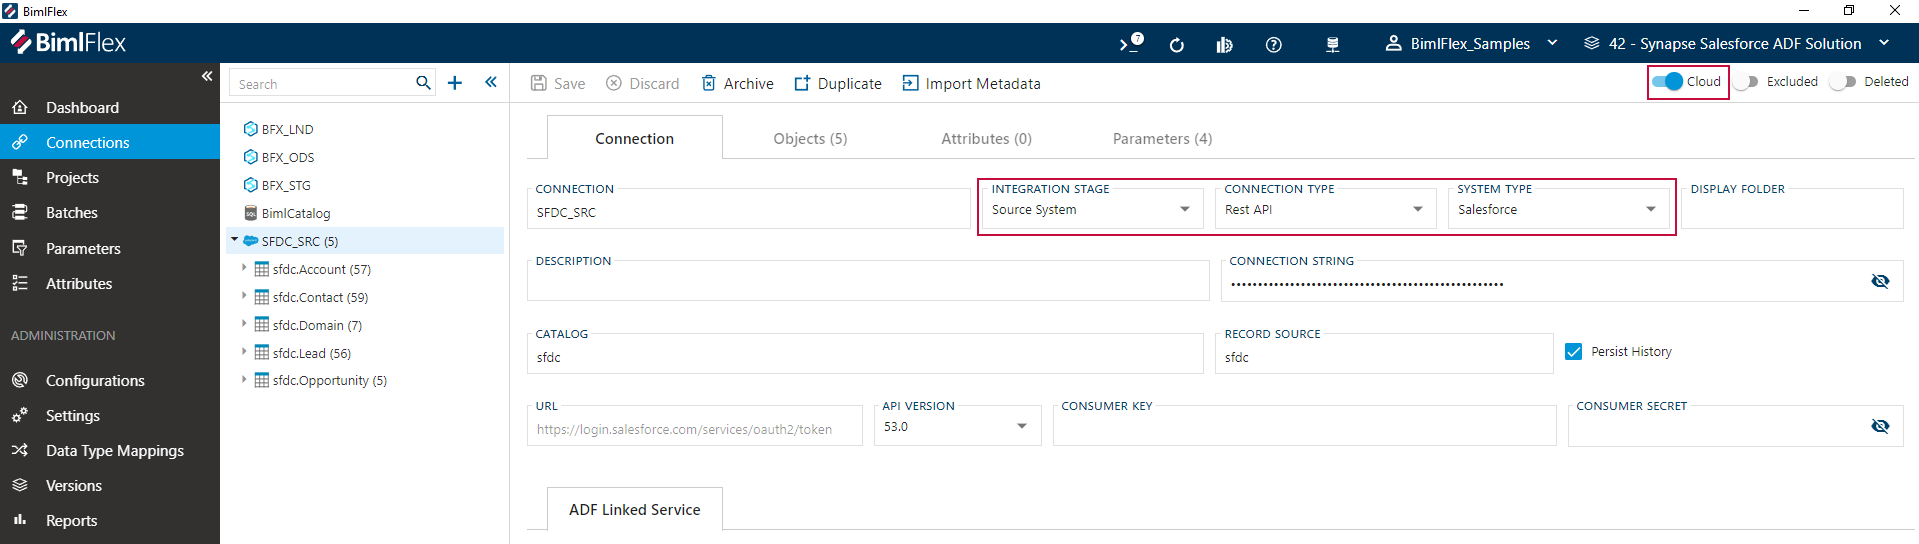 BimlFlex
BimlFlex
7
BimlFlex_Samples
42 - Synapse Salesforce ADF Solution
Dashboard
Connections
Projects
Batches
Parameters
Attributes
ADMINISTRATION
Configurations
Settings
Data Type Mappings
Versions
Reports
Search
BFX_LND
BFX_ODS
BFX_STG
SQL
BimlCatalog
SFDC_SRC (5)
sfdc.Account (57)
sfdc.Contact (59)
sfdc.Domain (7)
sfdc.Lead (56)
sfdc.Opportunity (5)
Save
Discard
Archive
Duplicate
Import Metadata
Cloud
Excluded
Deleted
Connection
Objects (5)
Attributes (0)
Parameters (4)
CONNECTION
SFDC_SRC
INTEGRATION STAGE
Source System
CONNECTION TYPE
Rest API
SYSTEM TYPE
Salesforce
DISPLAY FOLDER
DESCRIPTION
CONNECTION STRING
CATALOG
sfdc
RECORD SOURCE
sfdc
Persist History
URL
https://login.salesforce.com/services/oauth2/token
API VERSION
53.0
CONSUMER KEY
CONSUMER SECRET
ADF Linked Service